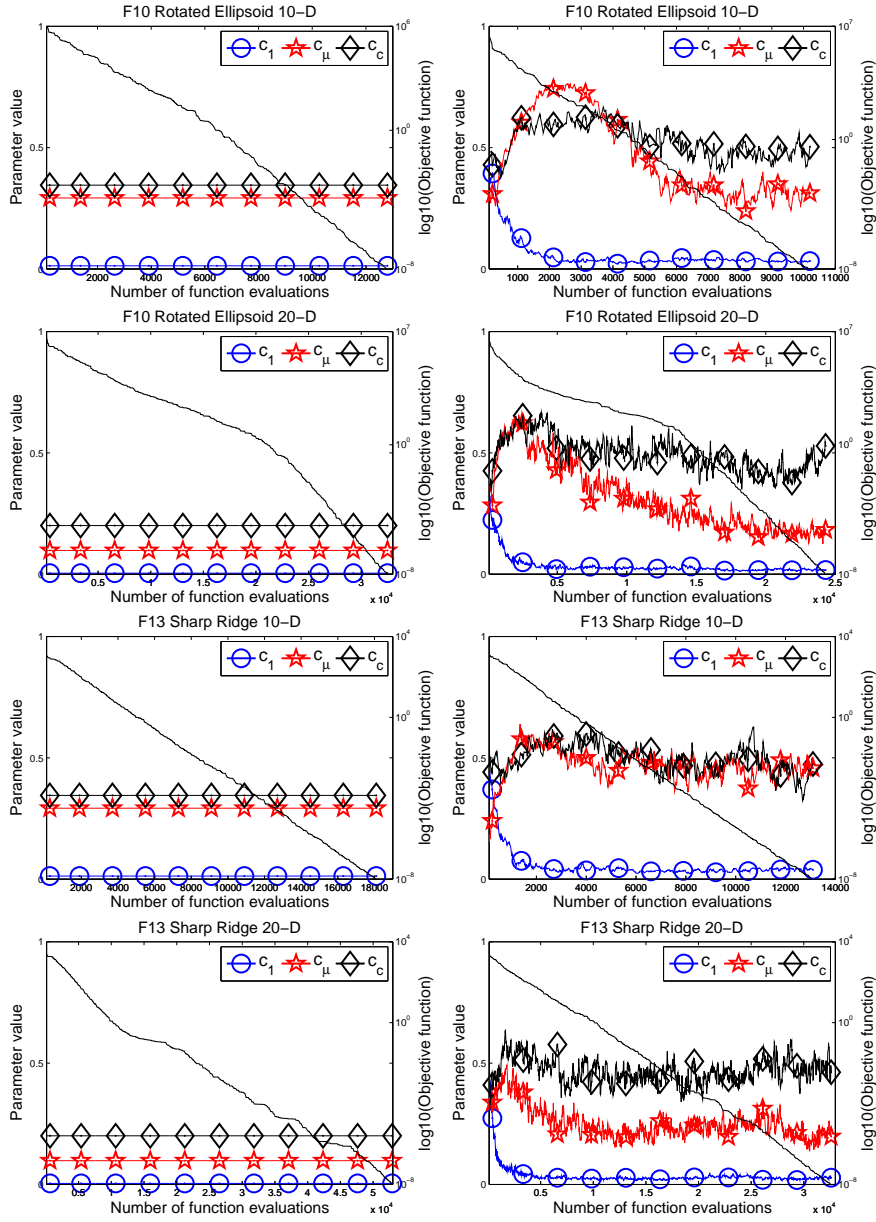 F10 Rotated Ellipsoid 10-D
c_1 c_μ c_c
Parameter value
log10(Objective function)
0 0.5 1
10^-8 10^0 10^6
2000 4000 6000 8000 10000 12000
Number of function evaluations
F10 Rotated Ellipsoid 10-D
c_1 c_μ c_c
Parameter value
log10(Objective function)
0 0.5 1
10^-8 10^0 10^7
1000 2000 3000 4000 5000 6000 7000 8000 9000 10000 11000
Number of function evaluations
F10 Rotated Ellipsoid 20-D
c_1 c_μ c_c
Parameter value
log10(Objective function)
0 0.5 1
10^-8 10^0 10^7
0.5 1 1.5 2 2.5 3
x 10^4
Number of function evaluations
F10 Rotated Ellipsoid 20-D
c_1 c_μ c_c
Parameter value
log10(Objective function)
0 0.5 1
10^-8 10^0 10^7
0.5 1 1.5 2 2.5
x 10^4
Number of function evaluations
F13 Sharp Ridge 10-D
c_1 c_μ c_c
Parameter value
log10(Objective function)
0 0.5 1
10^-8 10^0 10^4
2000 4000 6000 8000 10000 12000 14000 16000 18000
Number of function evaluations
F13 Sharp Ridge 10-D
c_1 c_μ c_c
Parameter value
log10(Objective function)
0 0.5 1
10^-8 10^0 10^4
2000 4000 6000 8000 10000 12000 14000
Number of function evaluations
F13 Sharp Ridge 20-D
c_1 c_μ c_c
Parameter value
log10(Objective function)
0 0.5 1
10^-8 10^0 10^4
0.5 1 1.5 2 2.5 3 3.5 4 4.5 5
x 10^4
Number of function evaluations
F13 Sharp Ridge 20-D
c_1 c_μ c_c
Parameter value
log10(Objective function)
0 0.5 1
10^-8 10^0 10^4
0.5 1 1.5 2 2.5 3
x 10^4
Number of function evaluations